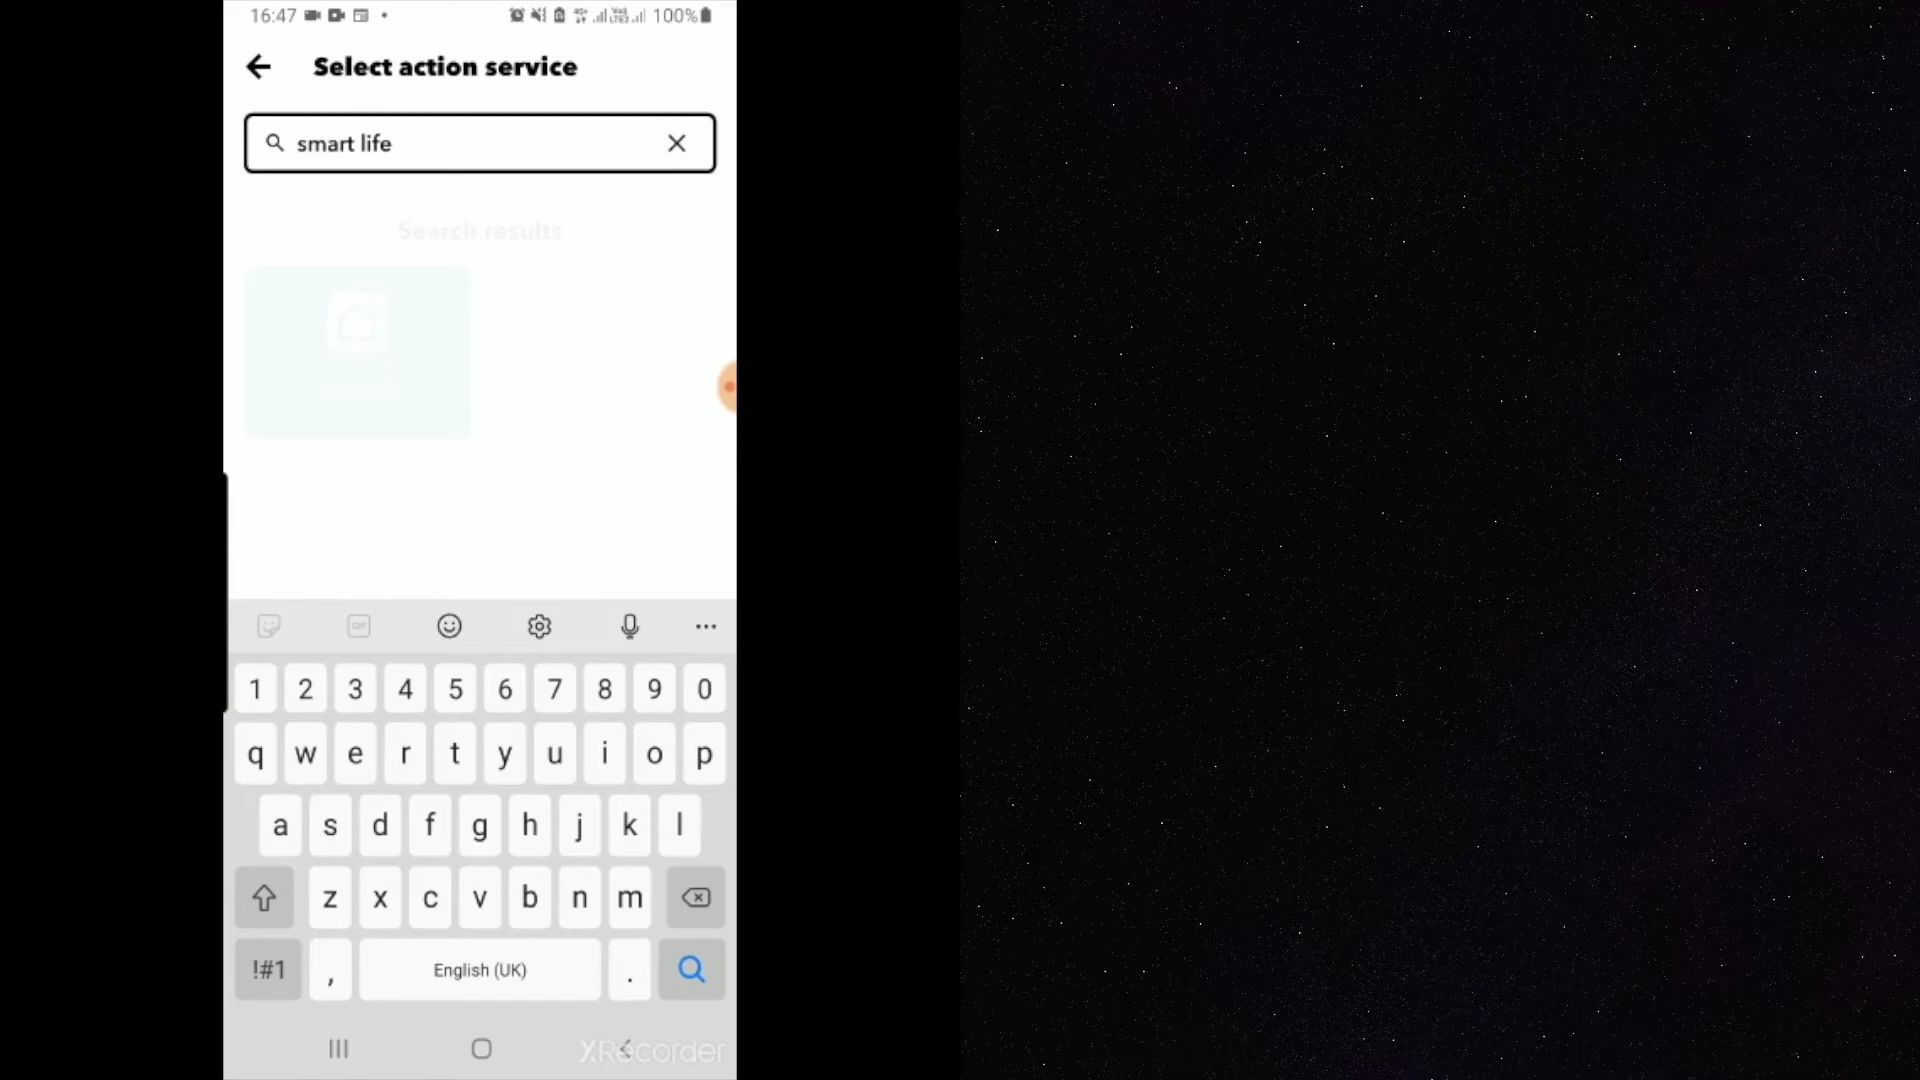 16:47 100%
Select action service
smart life
Search results
GIF
1 2 3 4 5 6 7 8 9 0
q w e r t y u i o p
a s d f g h j k l
z x c v b n m
!#1 , English (UK) .
XRecorder